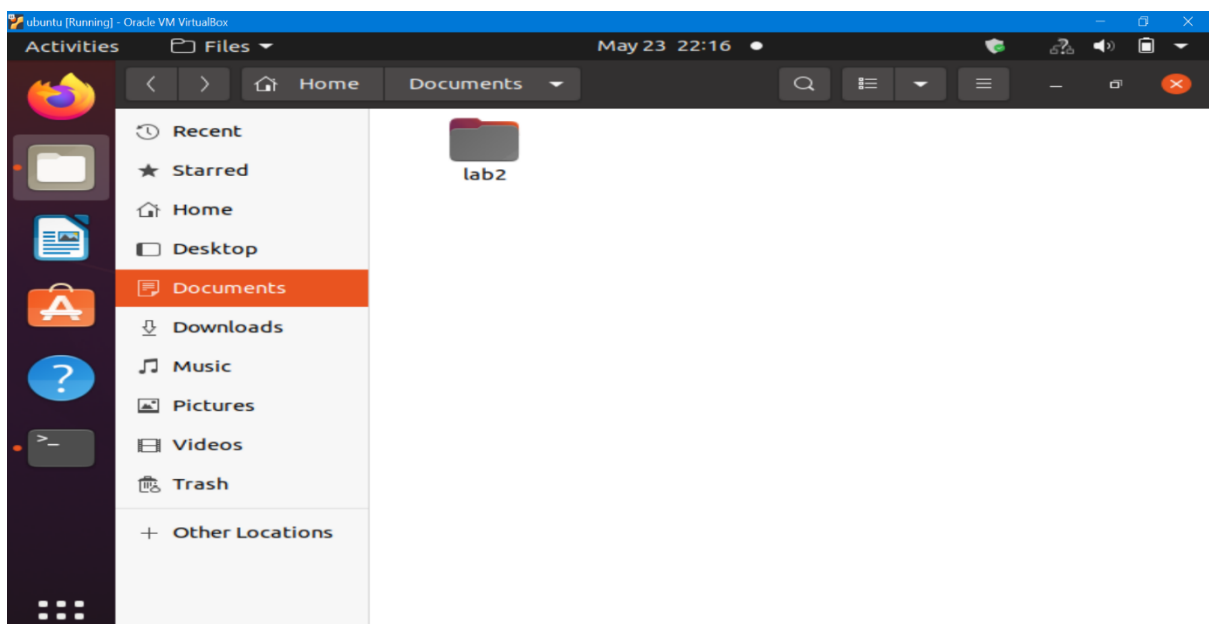 ubuntu [Running] - Oracle VM VirtualBox
Activities Files May 23 22:16
Home Documents
Recent
Starred
Home
Desktop
Documents
Downloads
Music
Pictures
Videos
Trash
+ Other Locations
lab2